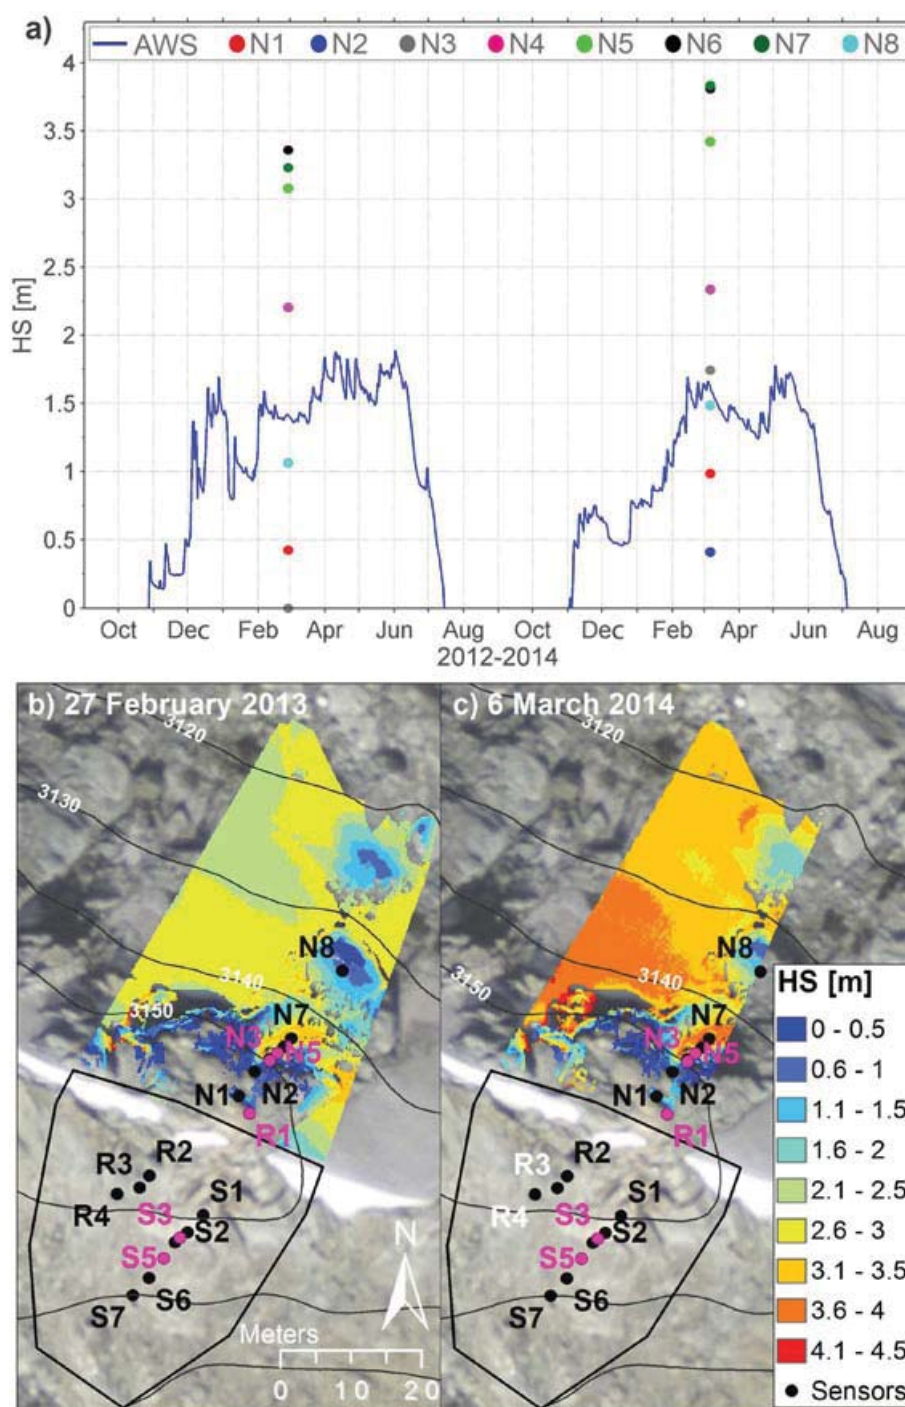 a)
AWS N1 N2 N3 N4 N5 N6 N7 N8
4
3.5
3
2.5
2
1.5
1
0.5
0
HS [m]
Oct Dec Feb Apr Jun Aug Oct Dec Feb Apr Jun Aug
2012-2014
b) 27 February 2013
3120
3130
3140
3150
N8
N7
N3
N5
N1
N2
R1
R3
R2
R4
S1
S3
S2
S5
S6
S7
N
Meters
0 10 20
c) 6 March 2014
3120
3130
3140
3150
N8
N7
N3
N5
N1
N2
R1
R3
R2
R4
S1
S3
S2
S5
S6
S7
HS [m]
0 - 0.5
0.6 - 1
1.1 - 1.5
1.6 - 2
2.1 - 2.5
2.6 - 3
3.1 - 3.5
3.6 - 4
4.1 - 4.5
Sensors